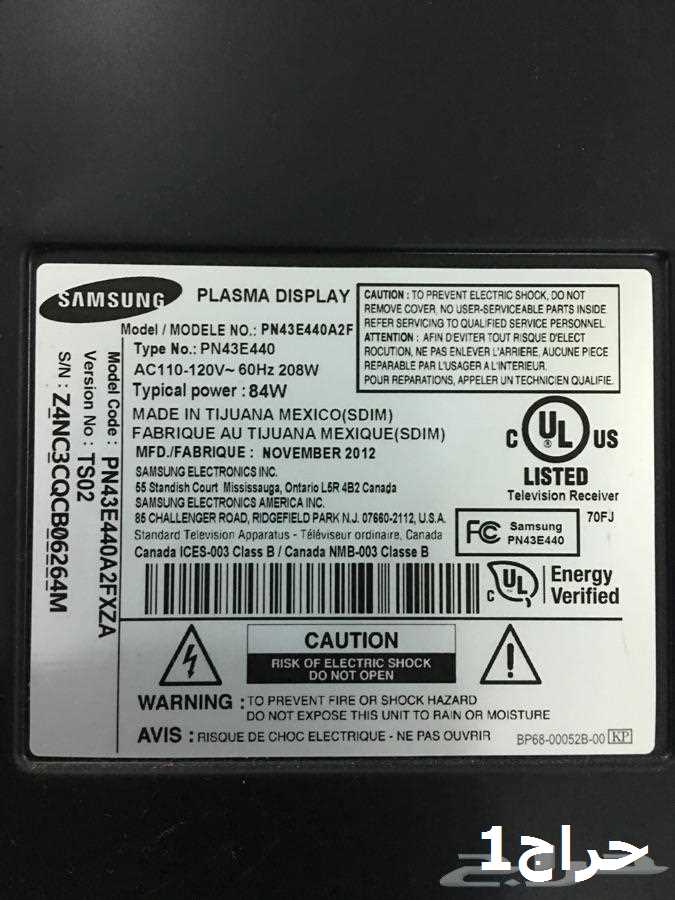 SAMSUNG
PLASMA DISPLAY
Model / MODELE NO.: PN43E440A2F
Type No.: PN43E440
AC110-120V~ 60Hz 208W
Typical power : 84W
MADE IN TIJUANA MEXICO(SDIM)
FABRIQUE AU TIJUANA MEXIQUE(SDIM)
MFD./FABRIQUE : NOVEMBER 2012
SAMSUNG ELECTRONICS INC.
55 Standish Court Mississauga, Ontario L5R 4B2 Canada
SAMSUNG ELECTRONICS AMERICA INC.
85 CHALLENGER ROAD, RIDGEFIELD PARK N.J. 07660-2112, U.S.A.
Standard Television Apparatus - Téléviseur ordinaire, Canada
Canada ICES-003 Class B / Canada NMB-003 Classe B
CAUTION : TO PREVENT ELECTRIC SHOCK, DO NOT
REMOVE COVER, NO USER-SERVICEABLE PARTS INSIDE
REFER SERVICING TO QUALIFIED SERVICE PERSONNEL.
ATTENTION : AFIN D'EVITER TOUT RISQUE D'ELECT
ROCUTION, NE PAS ENLEVER L'ARRIERE, AUCUNE PIECE
REPARABLE PAR L'USAGER A L'INTERIEUR.
POUR REPARATIONS, APPELER UN TECHNICIEN QUALIFIE.
C UL US
LISTED
Television Receiver
70FJ
FC Samsung
PN43E440
C UL Energy
Verified
Model Code : PN43E440A2FXZA
Version No : TS02
S/N : Z4NC3CQCB06264M
CAUTION
RISK OF ELECTRIC SHOCK
DO NOT OPEN
WARNING : TO PREVENT FIRE OR SHOCK HAZARD
DO NOT EXPOSE THIS UNIT TO RAIN OR MOISTURE
AVIS : RISQUE DE CHOC ELECTRIQUE - NE PAS OUVRIR
BP68-00052B-00 KP
حراج1
حراج